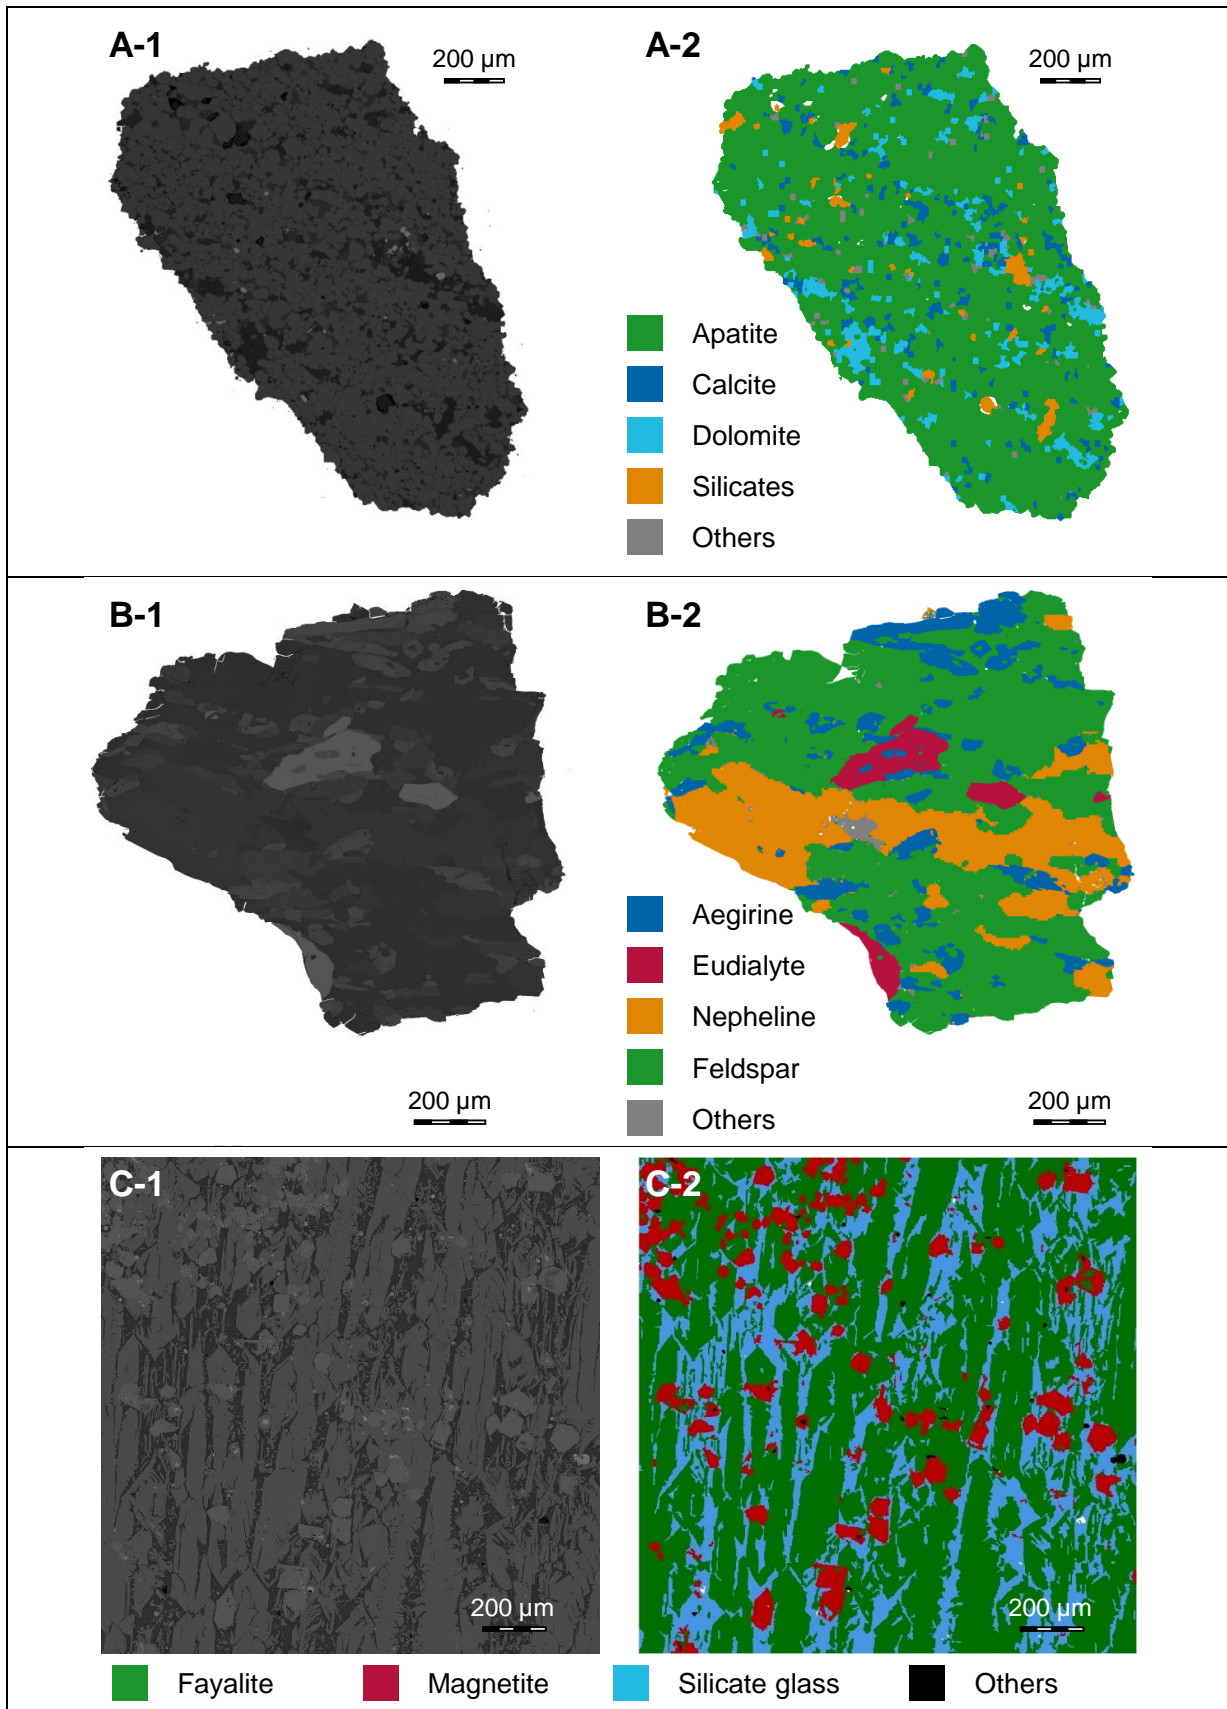 A-1
200 µm
A-2
200 µm
Apatite
Calcite
Dolomite
Silicates
Others
B-1
B-2
Aegirine
Eudialyte
Nepheline
Feldspar
Others
200 µm
200 µm
C-1
C-2
200 µm
200 µm
Fayalite
Magnetite
Silicate glass
Others